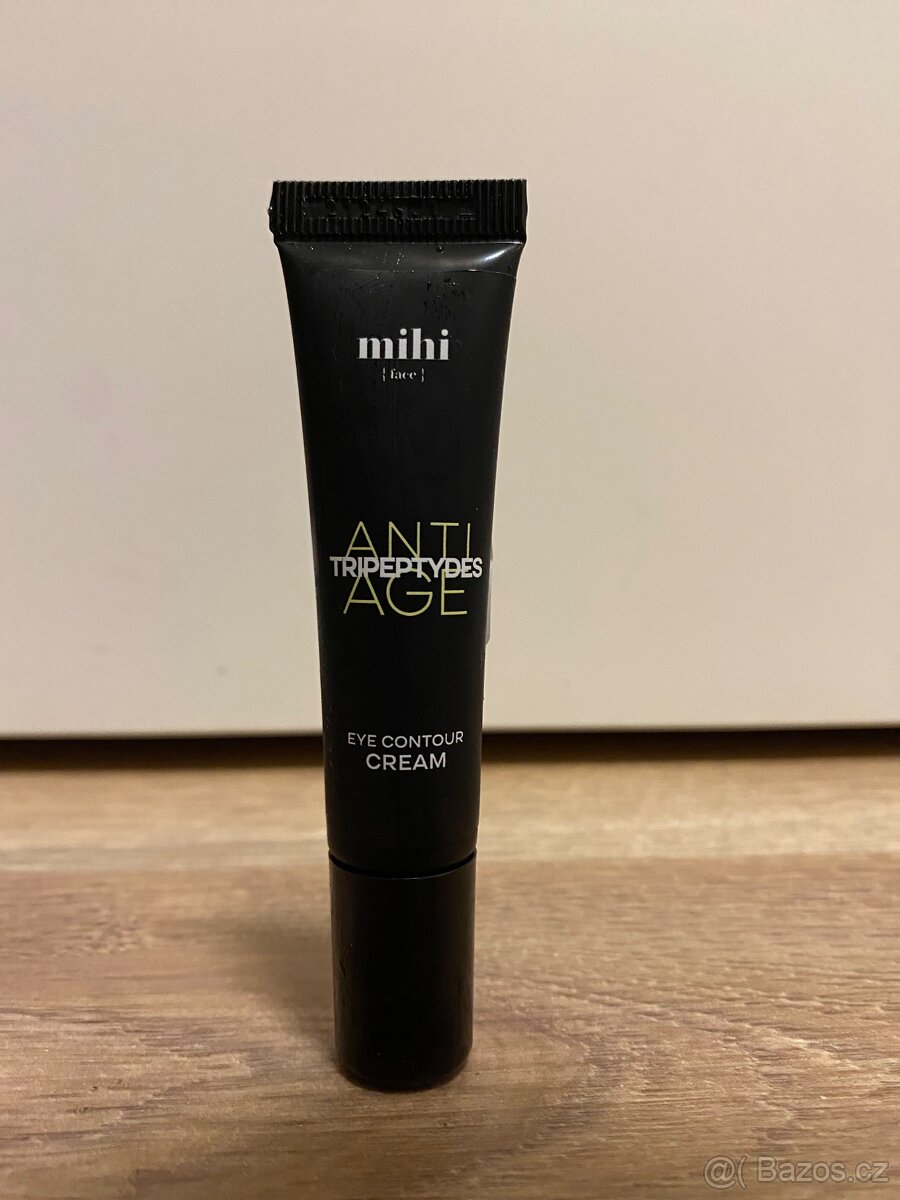 mihi
{ face }
ANTI
TRIPEPTYDES
AGE
EYE CONTOUR
CREAM
@( Bazos.cz